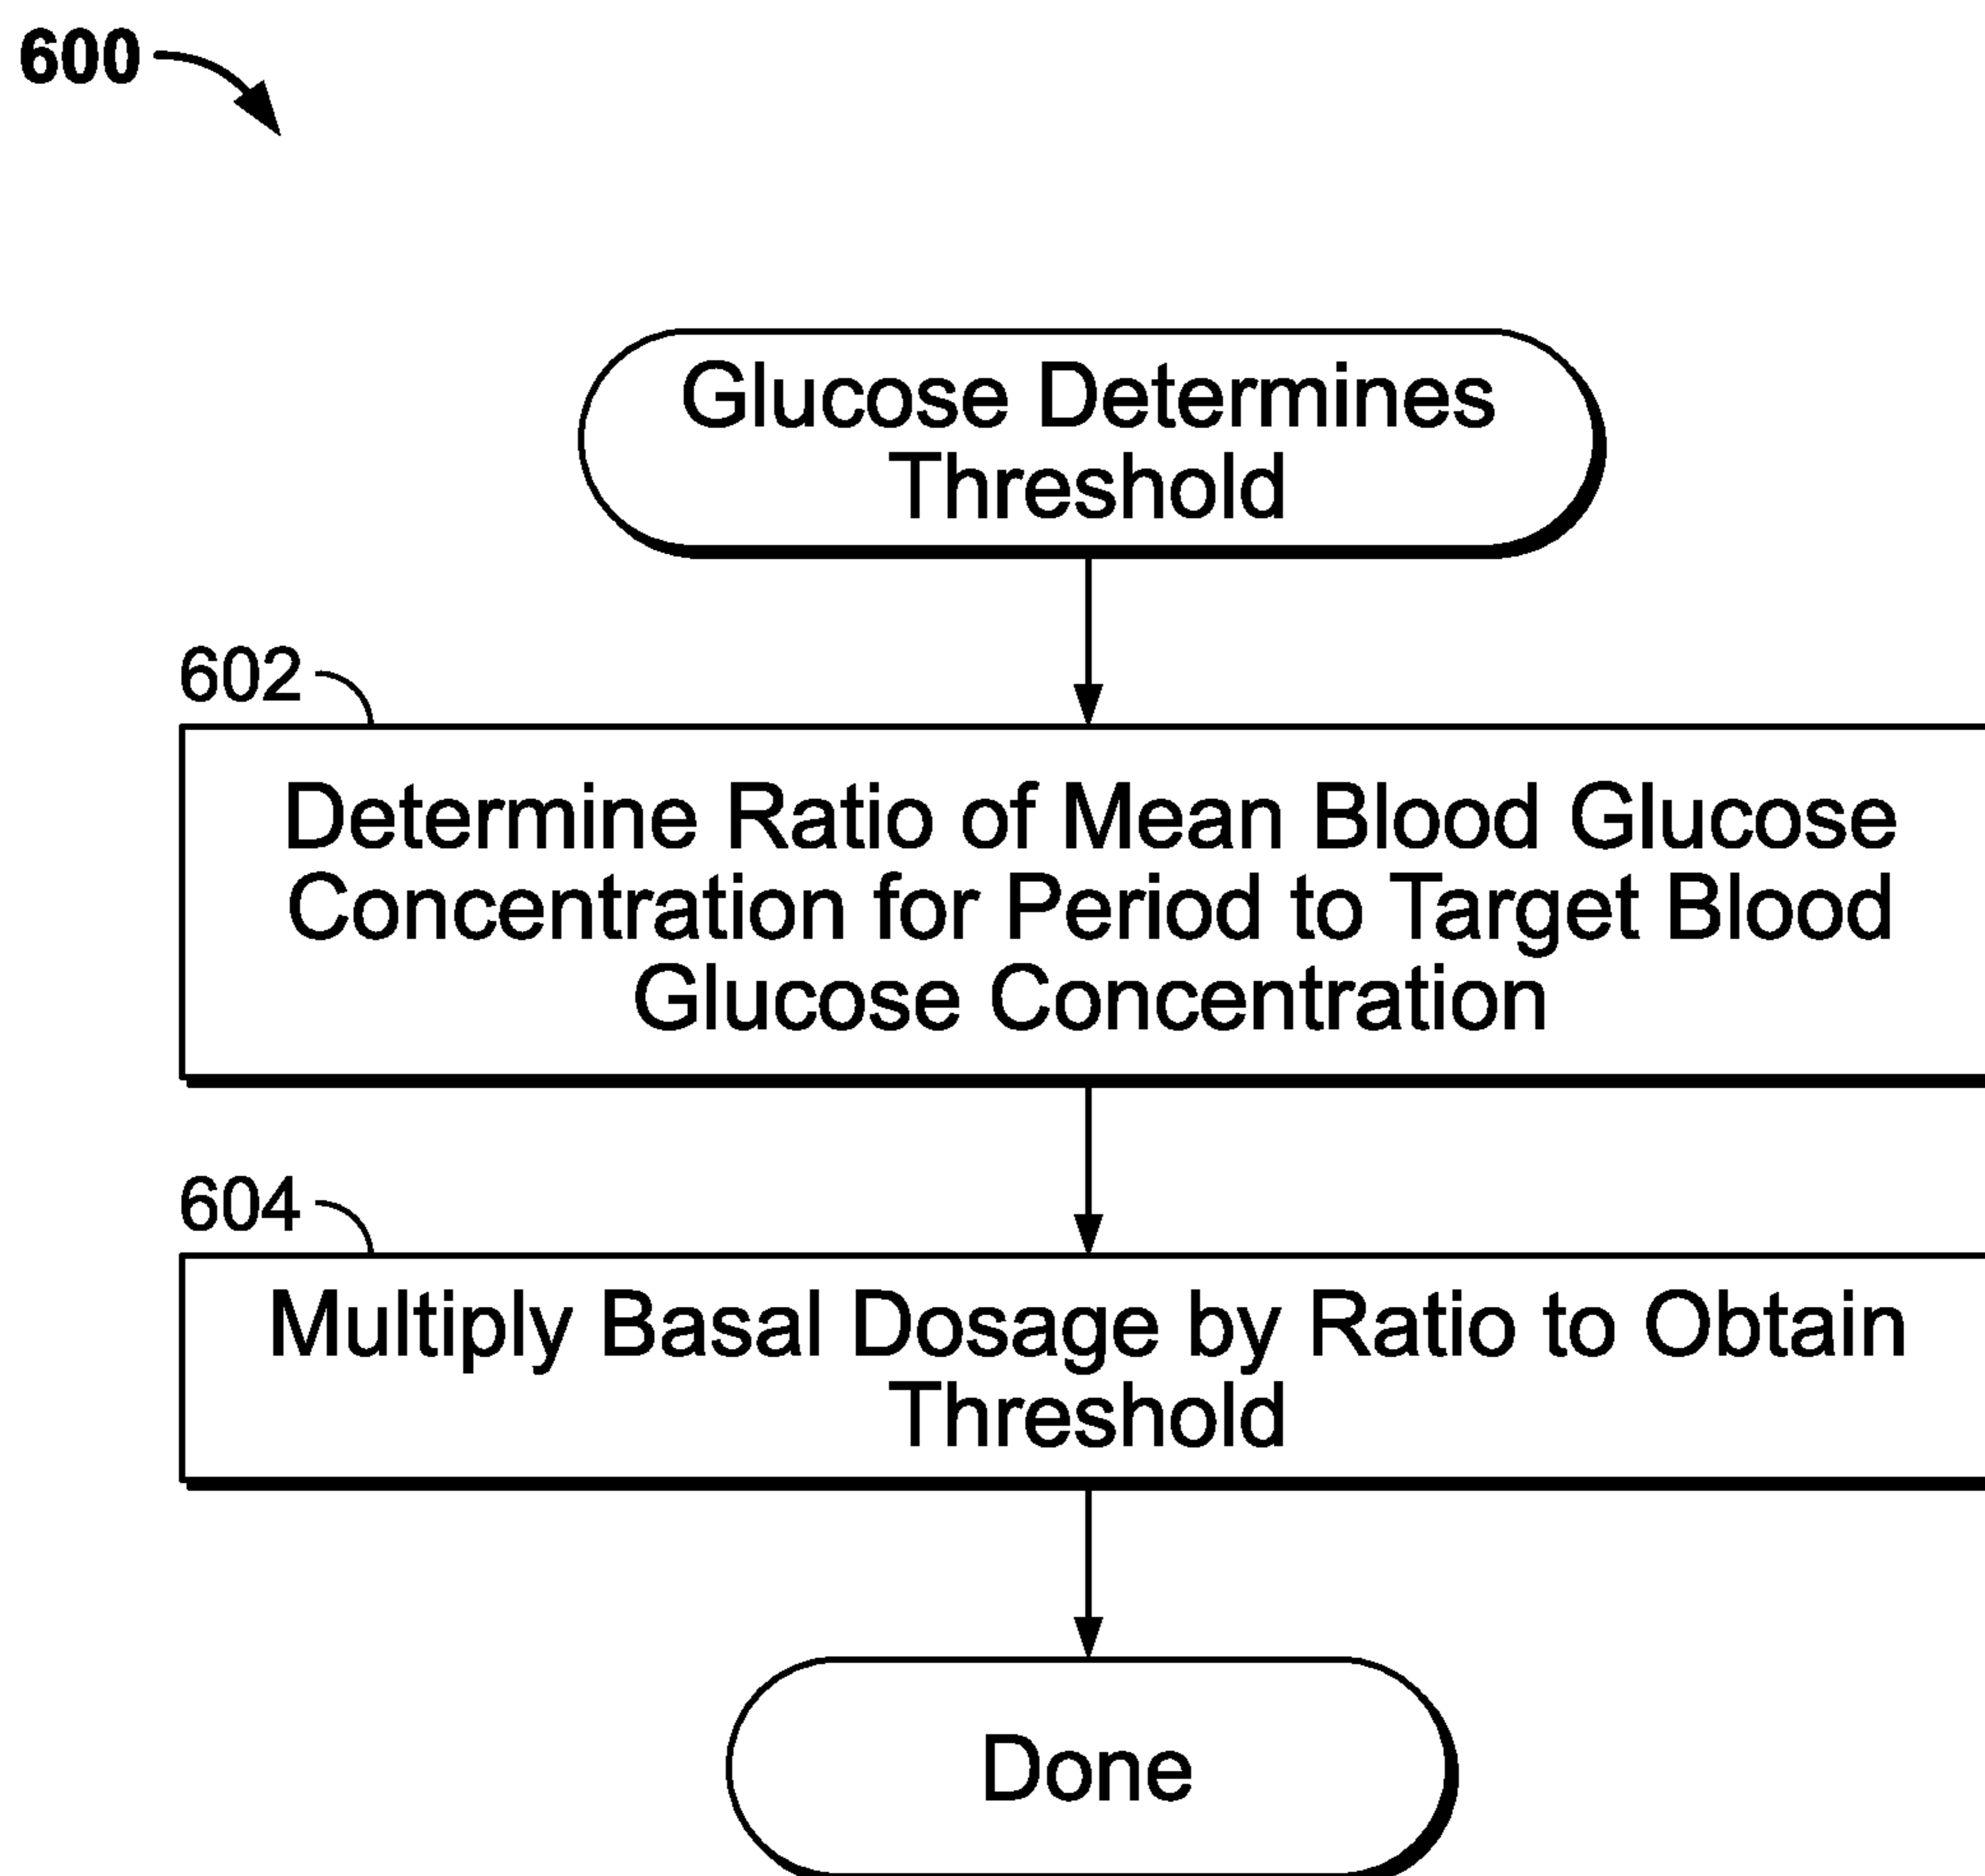 600
Glucose Determines
Threshold
602
Determine Ratio of Mean Blood Glucose
Concentration for Period to Target Blood
Glucose Concentration
604
Multiply Basal Dosage by Ratio to Obtain
Threshold
Done